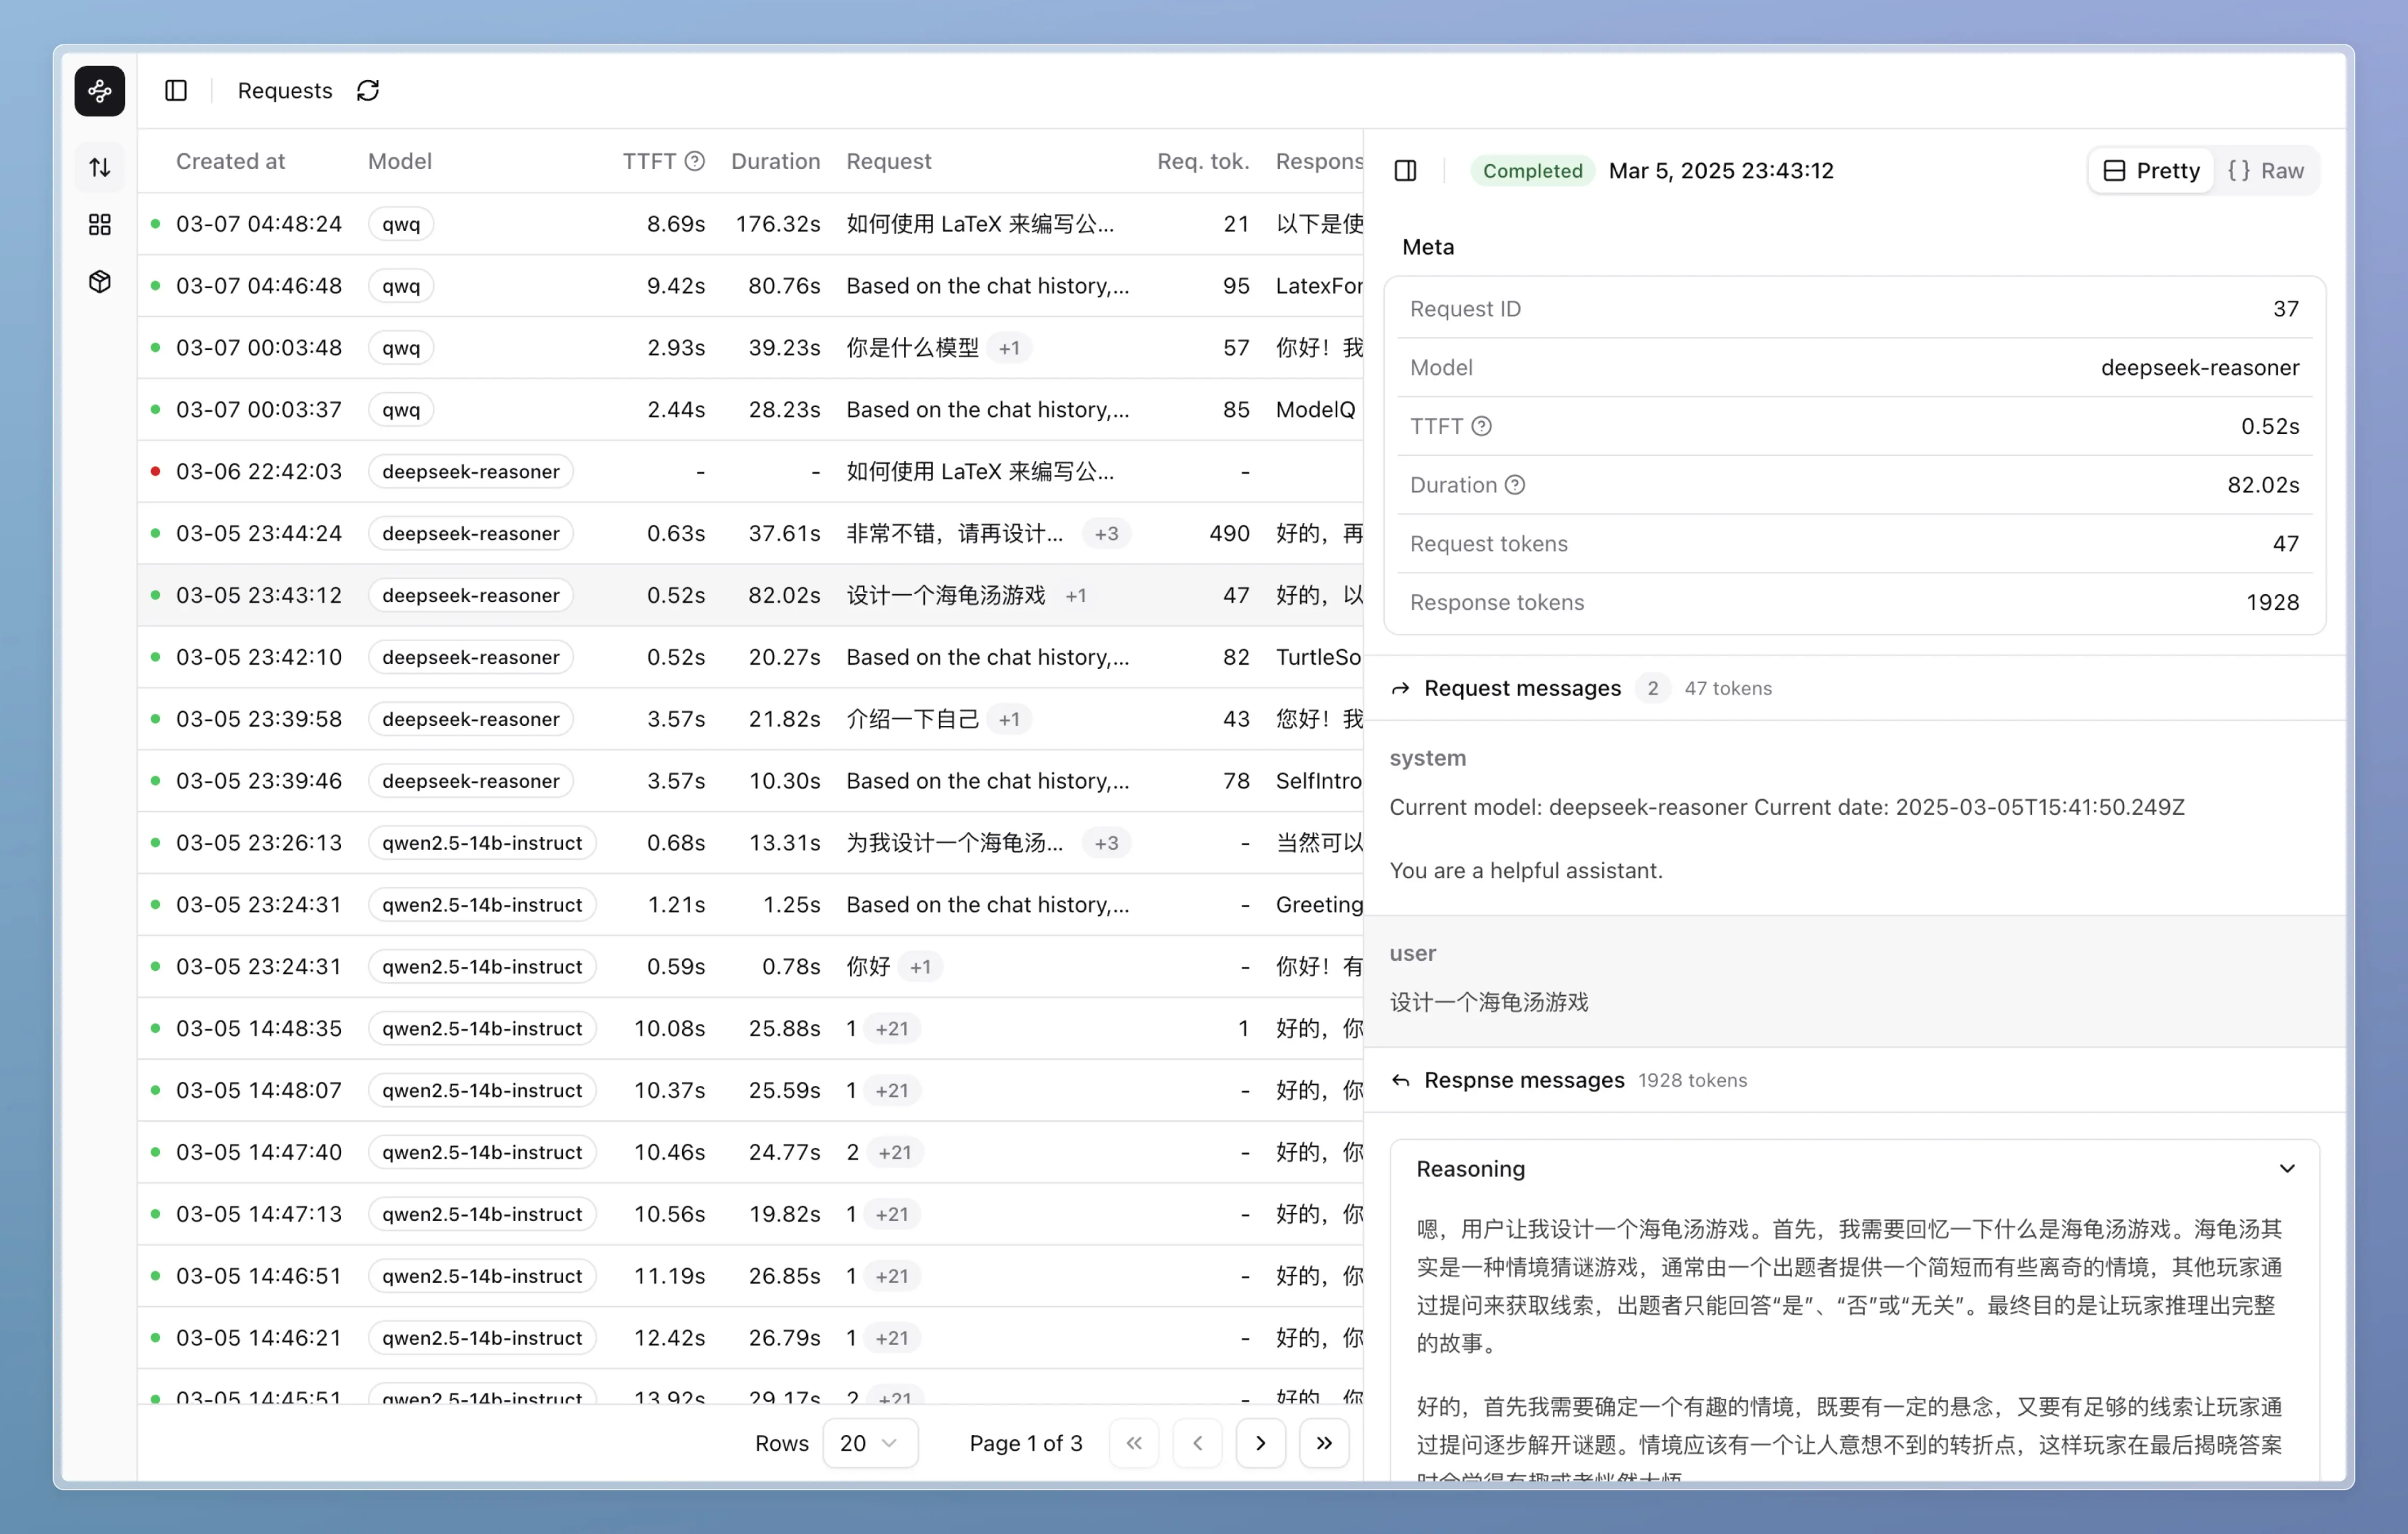 Requests
Created at Model TTFT Duration Request Req. tok. Respons
03-07 04:48:24 qwq 8.69s 176.32s 如何使用 LaTeX 来编写公... 21 以下是使
03-07 04:46:48 qwq 9.42s 80.76s Based on the chat history,... 95 LatexFor
03-07 00:03:48 qwq 2.93s 39.23s 你是什么模型 +1 57 你好！我
03-07 00:03:37 qwq 2.44s 28.23s Based on the chat history,... 85 ModelQ
03-06 22:42:03 deepseek-reasoner - - 如何使用 LaTeX 来编写公... -
03-05 23:44:24 deepseek-reasoner 0.63s 37.61s 非常不错，请再设计... +3 490 好的，再
03-05 23:43:12 deepseek-reasoner 0.52s 82.02s 设计一个海龟汤游戏 +1 47 好的，以
03-05 23:42:10 deepseek-reasoner 0.52s 20.27s Based on the chat history,... 82 TurtleSo
03-05 23:39:58 deepseek-reasoner 3.57s 21.82s 介绍一下自己 +1 43 您好！我
03-05 23:39:46 deepseek-reasoner 3.57s 10.30s Based on the chat history,... 78 SelfIntro
03-05 23:26:13 qwen2.5-14b-instruct 0.68s 13.31s 为我设计一个海龟汤... +3 - 当然可以
03-05 23:24:31 qwen2.5-14b-instruct 1.21s 1.25s Based on the chat history,... - Greeting
03-05 23:24:31 qwen2.5-14b-instruct 0.59s 0.78s 你好 +1 - 你好！有
03-05 14:48:35 qwen2.5-14b-instruct 10.08s 25.88s 1 +21 1 好的，你
03-05 14:48:07 qwen2.5-14b-instruct 10.37s 25.59s 1 +21 - 好的，你
03-05 14:47:40 qwen2.5-14b-instruct 10.46s 24.77s 2 +21 - 好的，你
03-05 14:47:13 qwen2.5-14b-instruct 10.56s 19.82s 1 +21 - 好的，你
03-05 14:46:51 qwen2.5-14b-instruct 11.19s 26.85s 1 +21 - 好的，你
03-05 14:46:21 qwen2.5-14b-instruct 12.42s 26.79s 1 +21 - 好的，你
03-05 14:45:51 qwen2.5-14b-instruct 13.92s 29.17s 2 +21 - 好的，你
Rows 20 Page 1 of 3
Completed Mar 5, 2025 23:43:12 Pretty {} Raw
Meta
Request ID 37
Model deepseek-reasoner
TTFT 0.52s
Duration 82.02s
Request tokens 47
Response tokens 1928
Request messages 2 47 tokens
system
Current model: deepseek-reasoner Current date: 2025-03-05T15:41:50.249Z
You are a helpful assistant.
user
设计一个海龟汤游戏
Respnse messages 1928 tokens
Reasoning
嗯，用户让我设计一个海龟汤游戏。首先，我需要回忆一下什么是海龟汤游戏。海龟汤其
实是一种情境猜谜游戏，通常由一个出题者提供一个简短而有些离奇的情境，其他玩家通
过提问来获取线索，出题者只能回答“是”、“否”或“无关”。最终目的是让玩家推理出完整
的故事。
好的，首先我需要确定一个有趣的情境，既要有一定的悬念，又要有足够的线索让玩家通
过提问逐步解开谜题。情境应该有一个让人意想不到的转折点，这样玩家在最后揭晓答案
时会觉得有趣或者恍然大悟